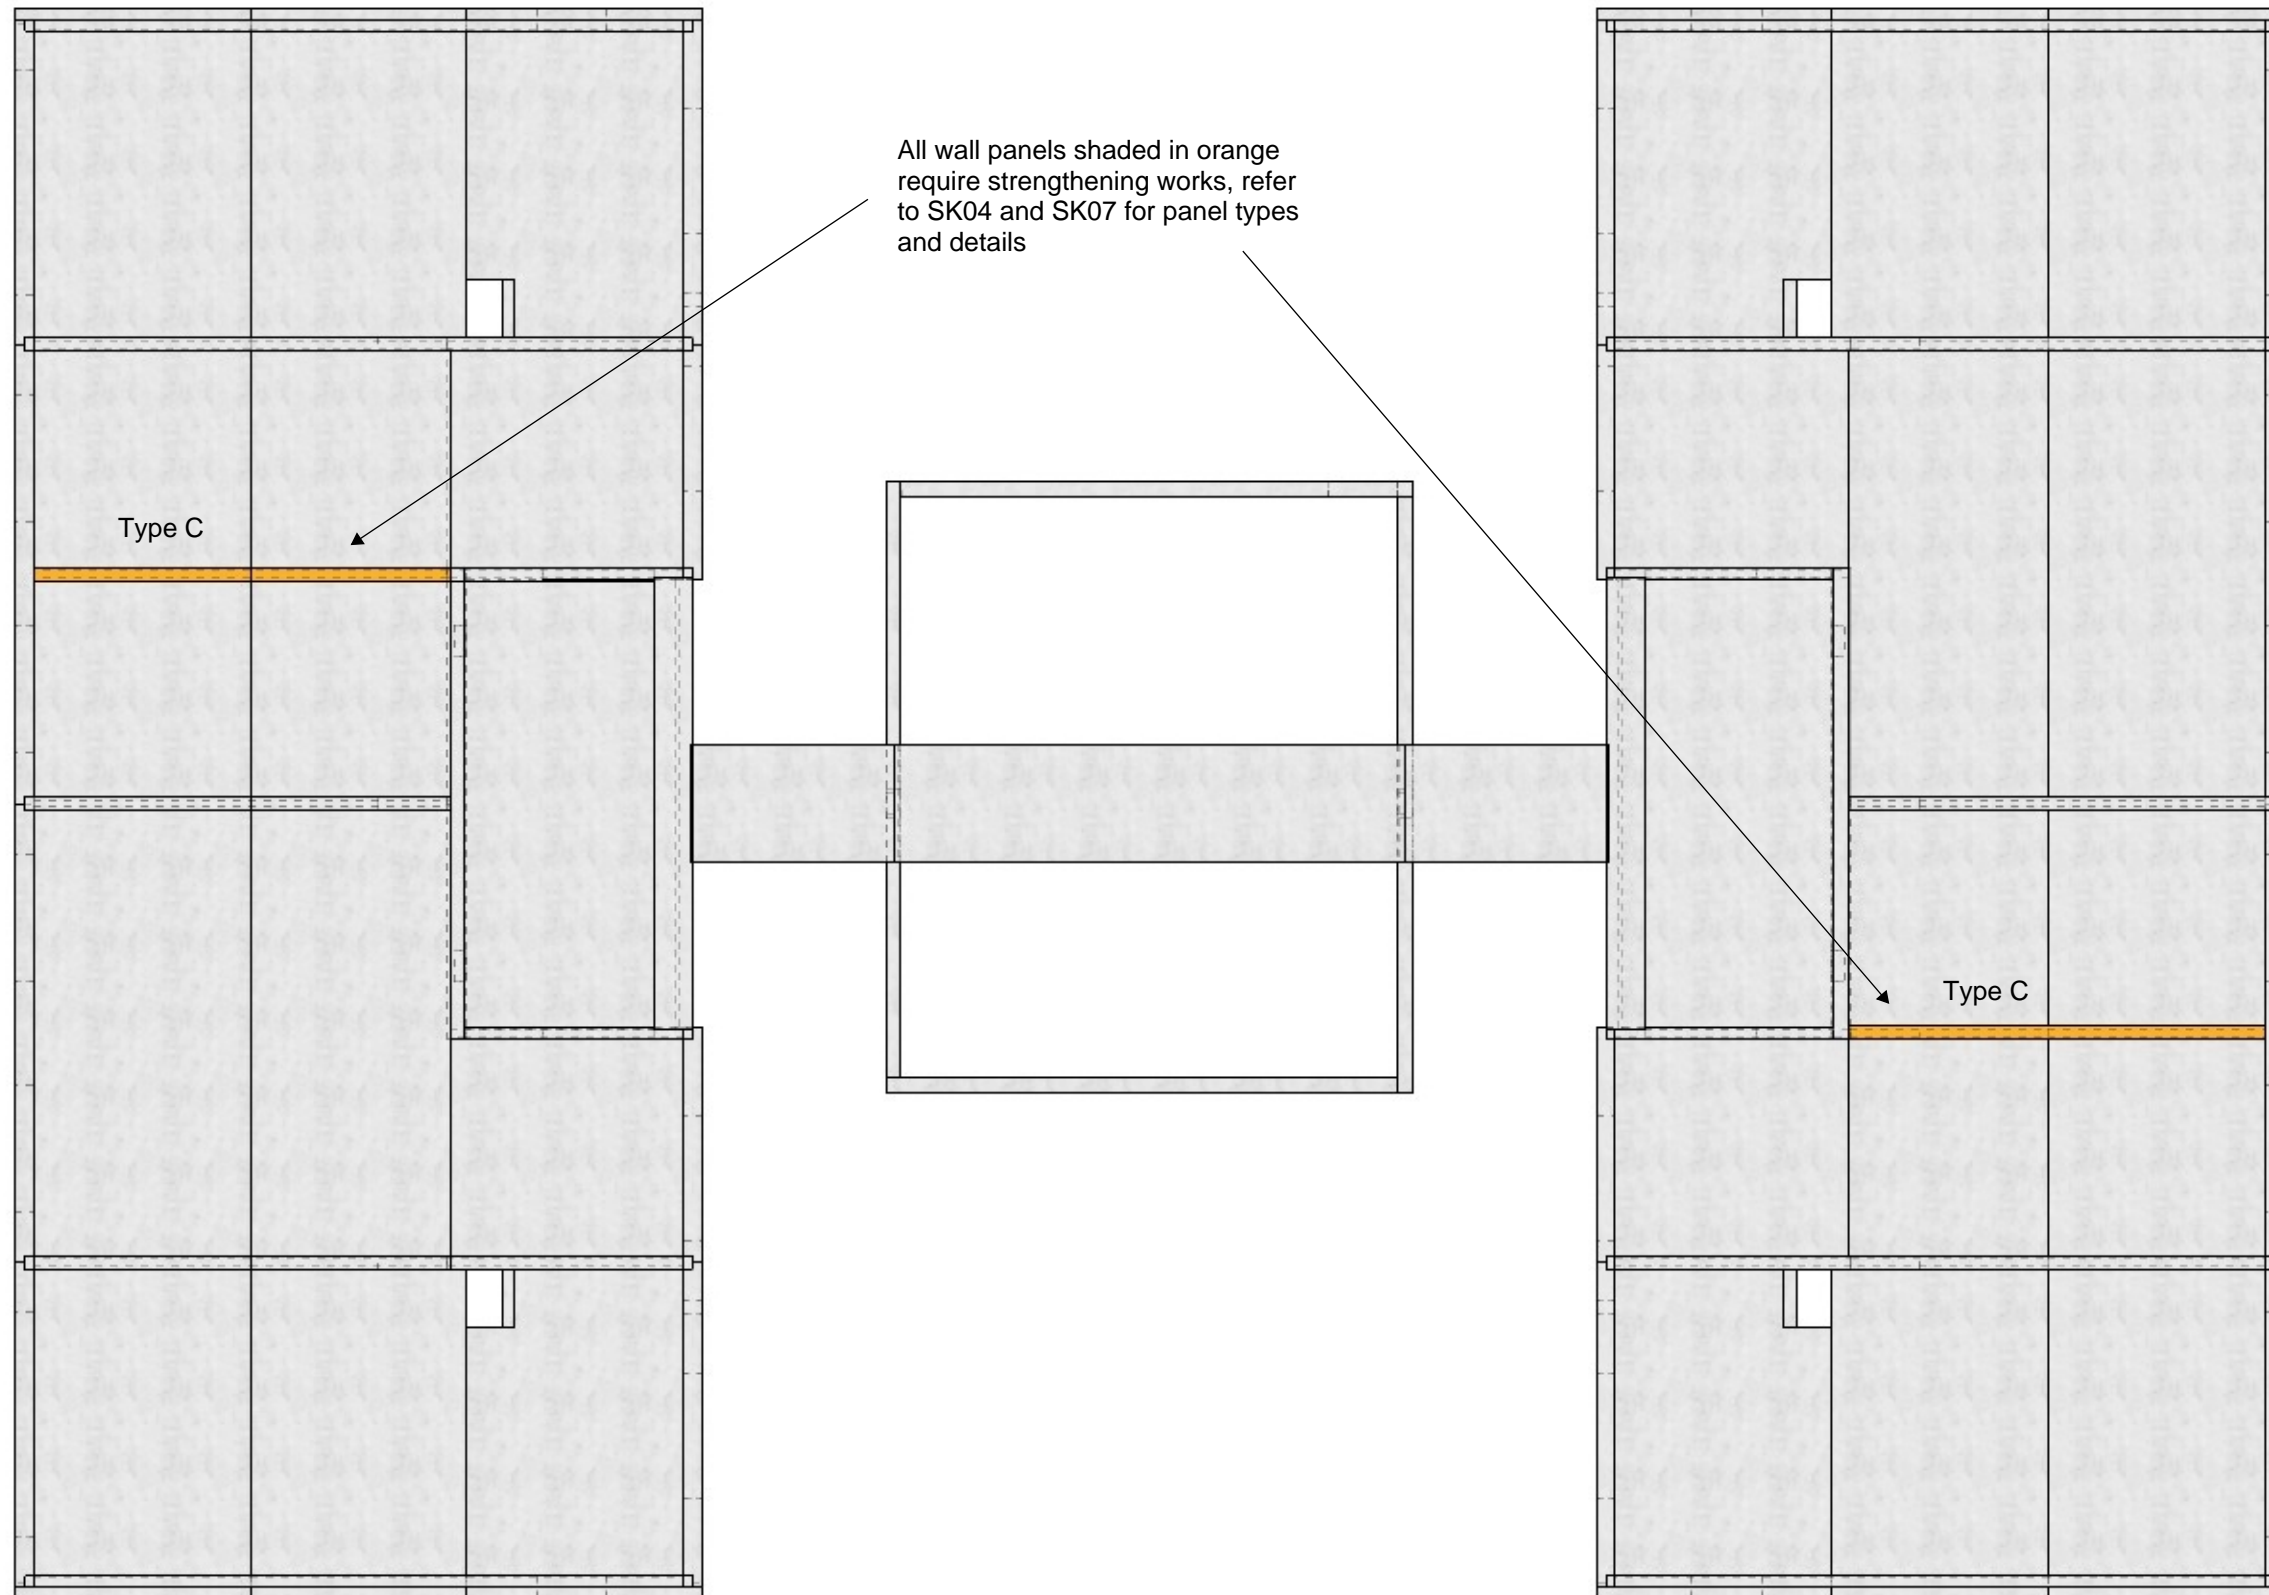 All wall panels shaded in orange
require strengthening works, refer
to SK04 and SK07 for panel types
and details
Type C
Type C